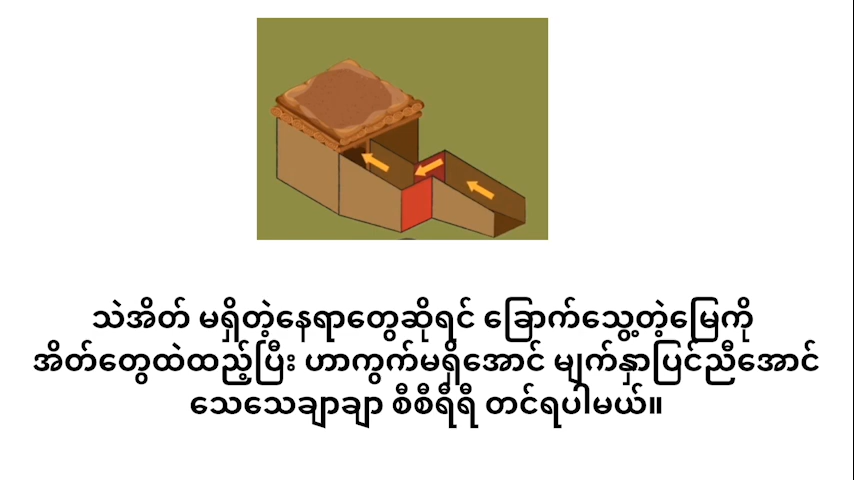 သဲအိတ် မရှိတဲ့နေရာတွေဆိုရင် ခြောက်သွေ့တဲ့မြေကို
အိတ်တွေထဲထည့်ပြီး ဟာကွက်မရှိအောင် မျက်နှာပြင်ညီအောင်
သေသေချာချာ စီစီရီရီ တင်ရပါမယ်။